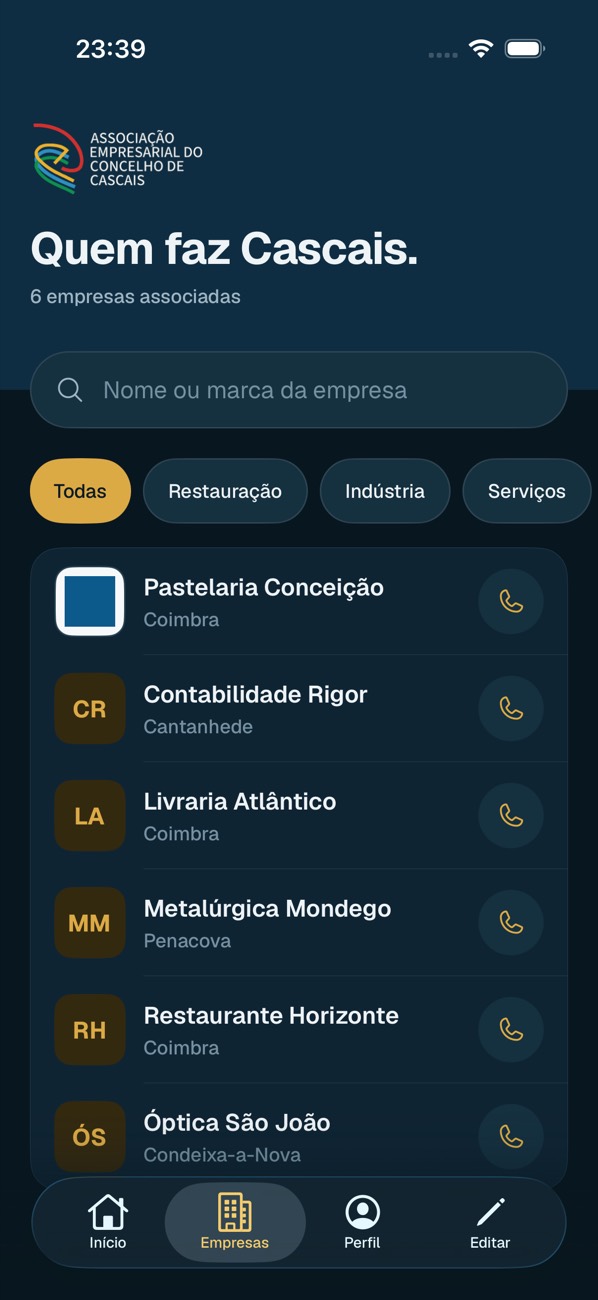 23:39
ASSOCIAÇÃO
EMPRESARIAL DO
CONCELHO DE
CASCAIS
Quem faz Cascais.
6 empresas associadas
Nome ou marca da empresa
Todas
Restauração
Indústria
Serviços
Pastelaria Conceição
Coimbra
CR
Contabilidade Rigor
Cantanhede
LA
Livraria Atlântico
Coimbra
MM
Metalúrgica Mondego
Penacova
RH
Restaurante Horizonte
Coimbra
ÓS
Óptica São João
Condeixa-a-Nova
Início
Empresas
Perfil
Editar